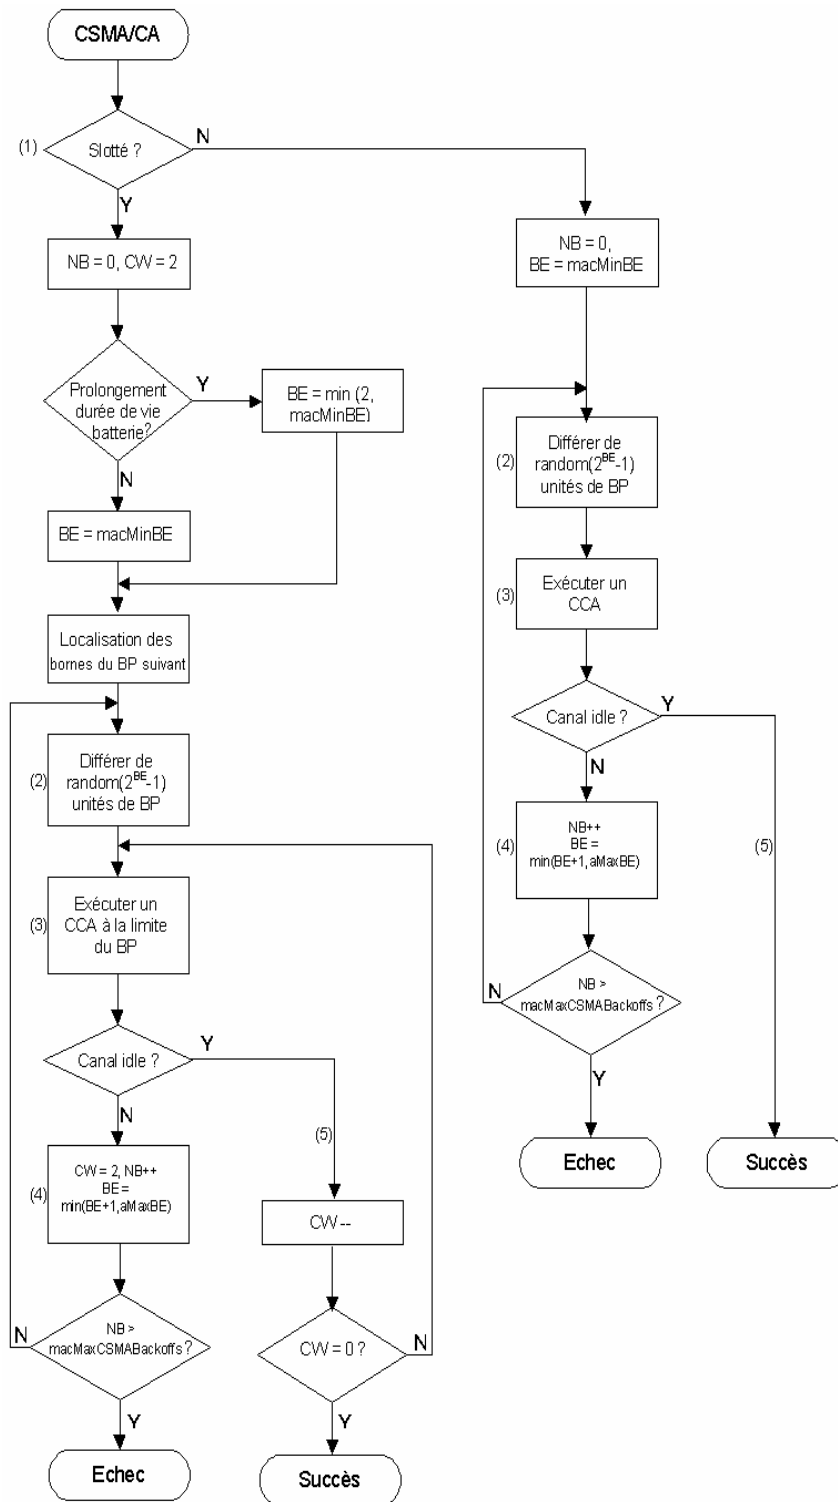 CSMA/CA
(1)
Slotté ?
N
Y
NB = 0, CW = 2
NB = 0,
BE = macMinBE
Prolongement
durée de vie
batterie?
Y
BE = min (2,
macMinBE)
N
BE = macMinBE
Localisation des
bornes du BP suivant
(2)
Différer de
random(2^BE-1)
unités de BP
(3)
Exécuter un
CCA à la limite
du BP
Canal idle ?
Y
N
(4)
CW = 2, NB++
BE =
min(BE+1,aMaxBE)
(5)
CW --
N
NB >
macMaxCSMABackoffs ?
Y
Echec
CW = 0 ?
N
Y
Succès
(2)
Différer de
random(2^BE-1)
unités de BP
(3)
Exécuter un
CCA
Canal idle ?
Y
N
(4)
NB++
BE =
min(BE+1,aMaxBE)
(5)
N
NB >
macMaxCSMABackoffs ?
Y
Echec
Succès